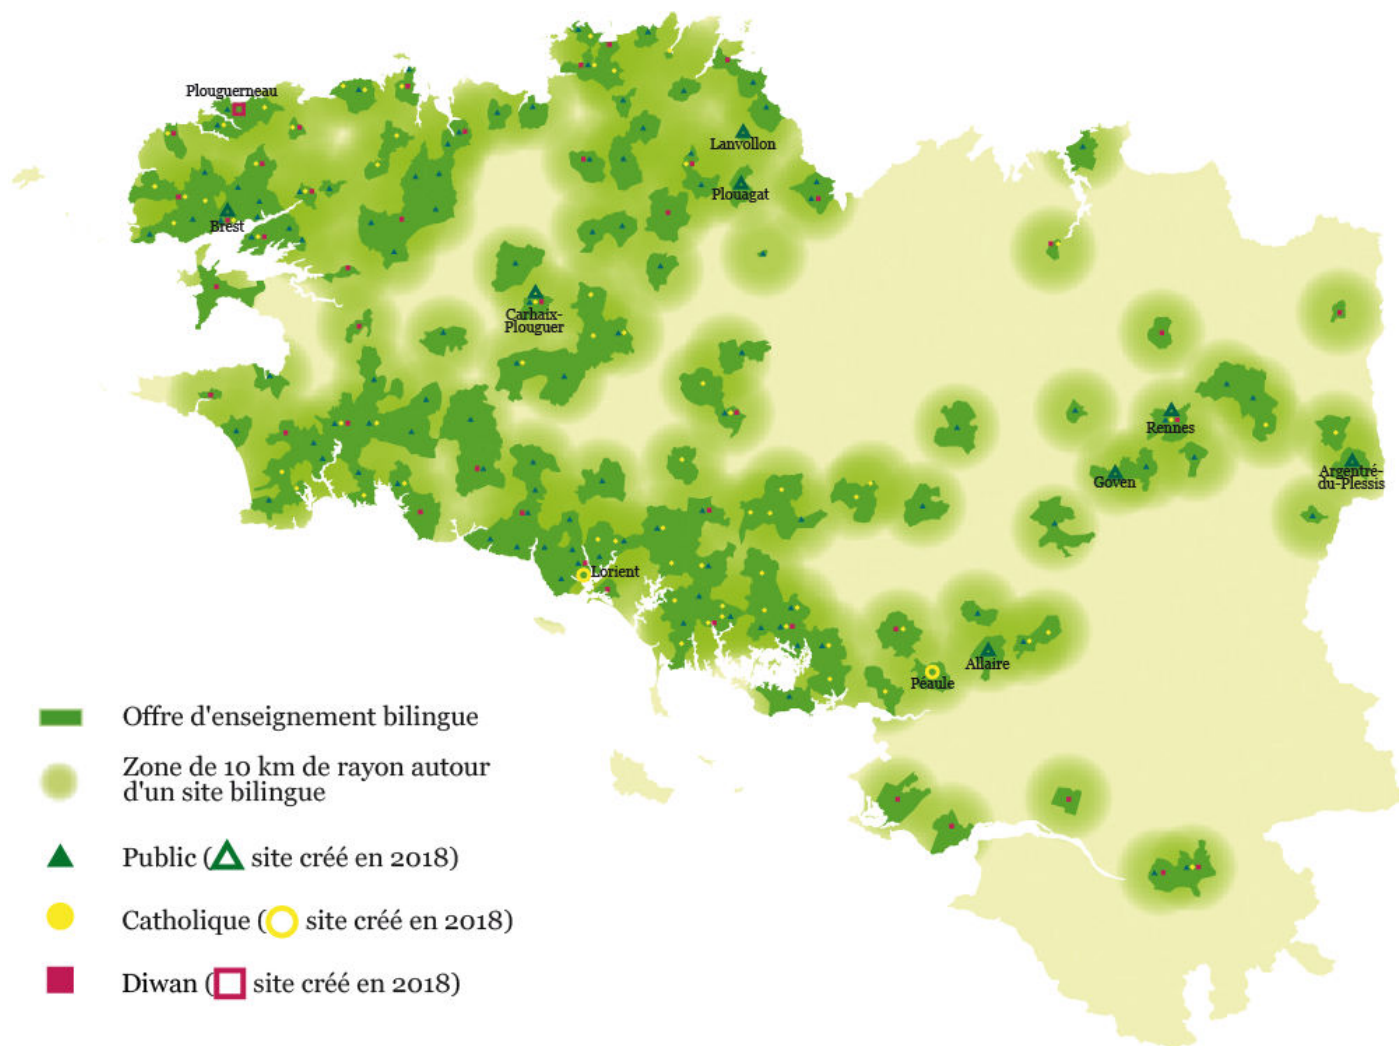 Plouguerneau
Lanvollon
Plouagat
Brest
Carhaix-
Plouguer
Rennes
Goven
Argentré-
du-Plessis
Lorient
Allaire
Péaule
Offre d'enseignement bilingue
Zone de 10 km de rayon autour
d'un site bilingue
Public ( site créé en 2018)
Catholique ( site créé en 2018)
Diwan ( site créé en 2018)